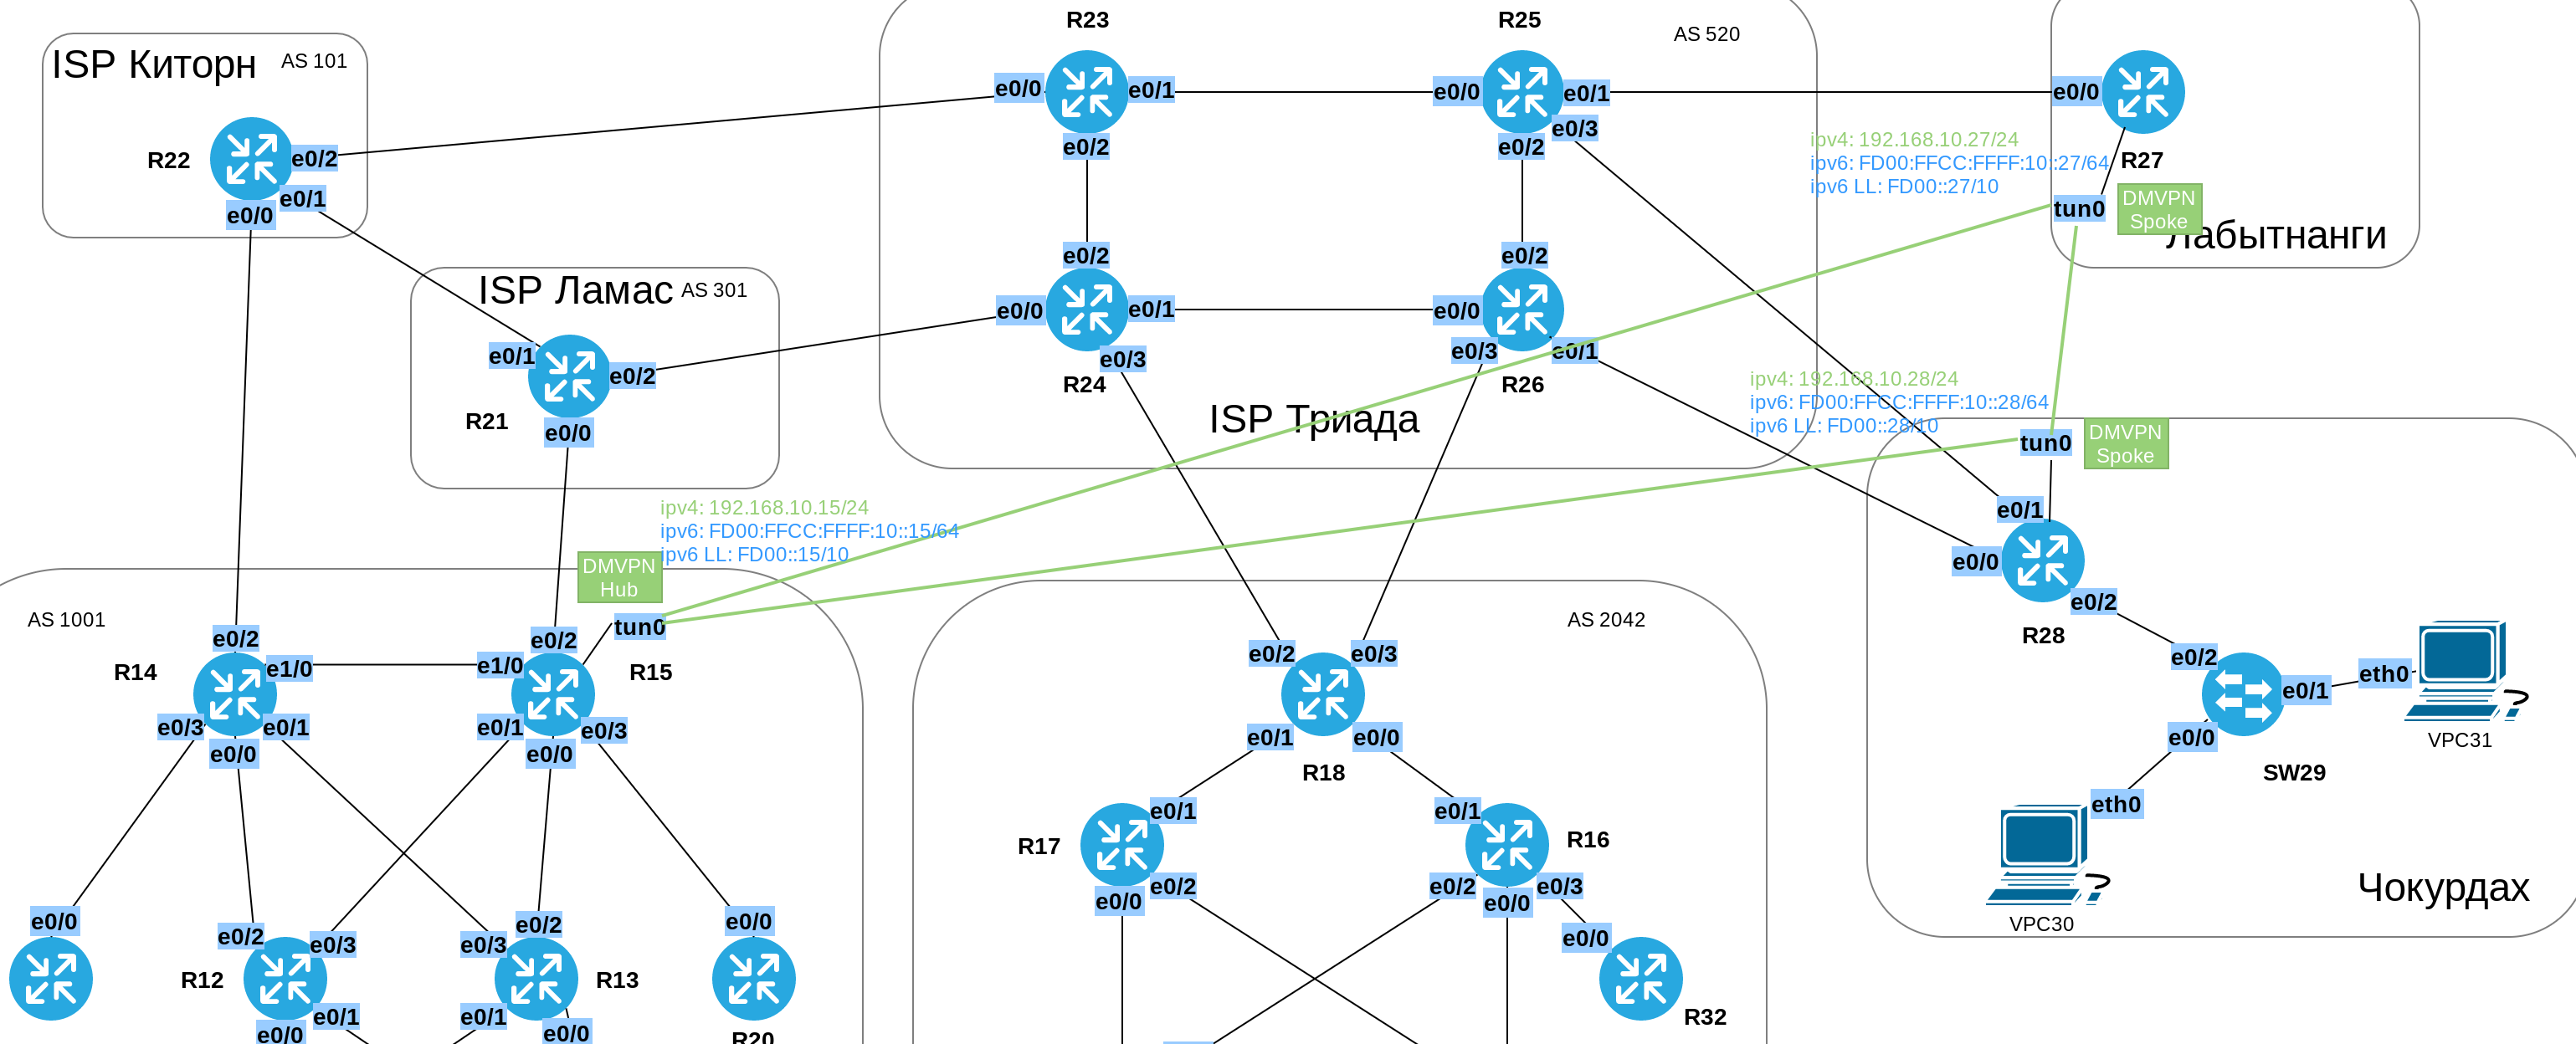 R23
R25
AS 520
ISP Киторн
AS 101
e0/0
e0/1
e0/0
e0/1
e0/0
R22
e0/2
e0/1
e0/0
e0/2
e0/2
e0/3
ipv4: 192.168.10.27/24
ipv6: FD00:FFCC:FFFF:10::27/64
ipv6 LL: FD00::27/10
R27
tun0
DMVPN
Spoke
Лабытнанги
ISP Ламас
AS 301
e0/2
e0/2
e0/0
e0/1
e0/0
e0/1
e0/2
e0/3
e0/3
e0/1
R24
R26
R21
e0/0
ISP Триада
ipv4: 192.168.10.28/24
ipv6: FD00:FFCC:FFFF:10::28/64
ipv6 LL: FD00::28/10
tun0
DMVPN
Spoke
ipv4: 192.168.10.15/24
ipv6: FD00:FFCC:FFFF:10::15/64
ipv6 LL: FD00::15/10
DMVPN
Hub
tun0
e0/1
e0/0
e0/2
R28
AS 1001
AS 2042
e0/2
e0/2
R14
e1/0
e1/0
R15
e0/3
e0/1
e0/0
e0/1
e0/3
e0/0
e0/2
e0/3
e0/1
e0/0
R18
e0/2
e0/1
eth0
VPC31
e0/0
SW29
eth0
VPC30
Чокурдах
R17
e0/1
e0/1
R16
e0/2
e0/0
e0/2
e0/3
e0/0
e0/0
R32
e0/0
e0/2
e0/3
e0/3
e0/2
e0/0
R12
R13
e0/1
e0/0
e0/1
e0/0
R20